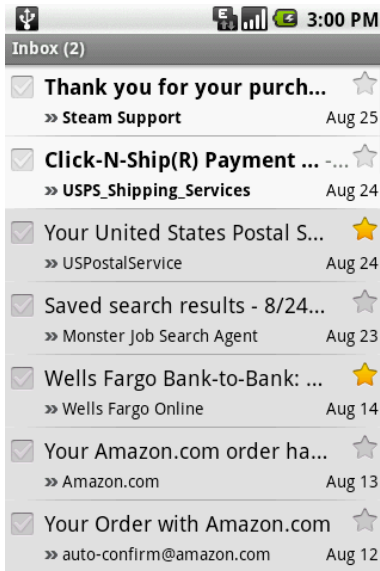 3:00 PM
Inbox (2)
Thank you for your purch...
» Steam Support Aug 25
Click-N-Ship(R) Payment ... -...
» USPS_Shipping_Services Aug 24
Your United States Postal S...
» USPostalService Aug 24
Saved search results - 8/24...
» Monster Job Search Agent Aug 23
Wells Fargo Bank-to-Bank: ...
» Wells Fargo Online Aug 14
Your Amazon.com order ha...
» Amazon.com Aug 13
Your Order with Amazon.com
» auto-confirm@amazon.com Aug 12